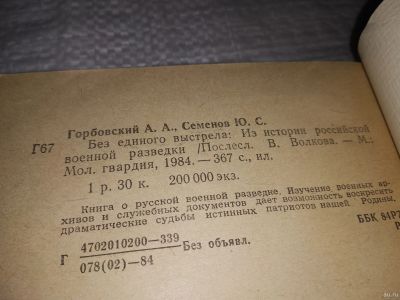 Горбовский А. А., Семенов Ю. С.
Г67 Без единого выстрела: Из истории российской
военной разведки /Послесл. В. Волкова. — М.:
Мол. гвардия, 1984. — 367 с., ил.
1 р. 30 к. 200 000 экз.
Книга о русской военной разведке. Изучение военных ар-
хивов и служебных документов дает возможность воскресить
драматические судьбы истинных патриотов нашей Родины.
Г 4702010200—339
078(02)—84
Без объявл.
ББК 84Р7
au.ru